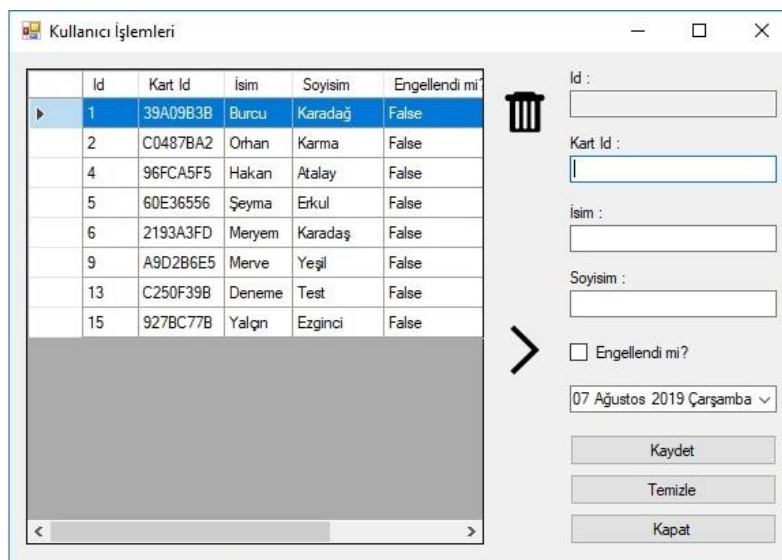 Kullanıcı İşlemleri
Id Kart Id İsim Soyisim Engellendi mi?
1 39A09B3B Burcu Karadağ False
2 C0487BA2 Orhan Karma False
4 96FCA5F5 Hakan Atalay False
5 60E36556 Şeyma Erkul False
6 2193A3FD Meryem Karadaş False
9 A9D2B6E5 Merve Yeşil False
13 C250F39B Deneme Test False
15 927BC77B Yalçın Ezginci False
Id :
Kart Id :
İsim :
Soyisim :
Engellendi mi?
07 Ağustos 2019 Çarşamba
Kaydet
Temizle
Kapat